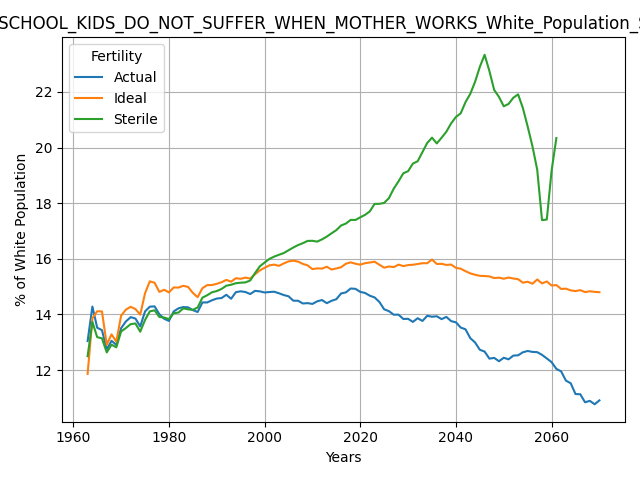 SCHOOL_KIDS_DO_NOT_SUFFER_WHEN_MOTHER_WORKS_White_Population_
Fertility
Actual
Ideal
Sterile
% of White Population
22
20
18
16
14
12
1960
1980
2000
2020
2040
2060
Years